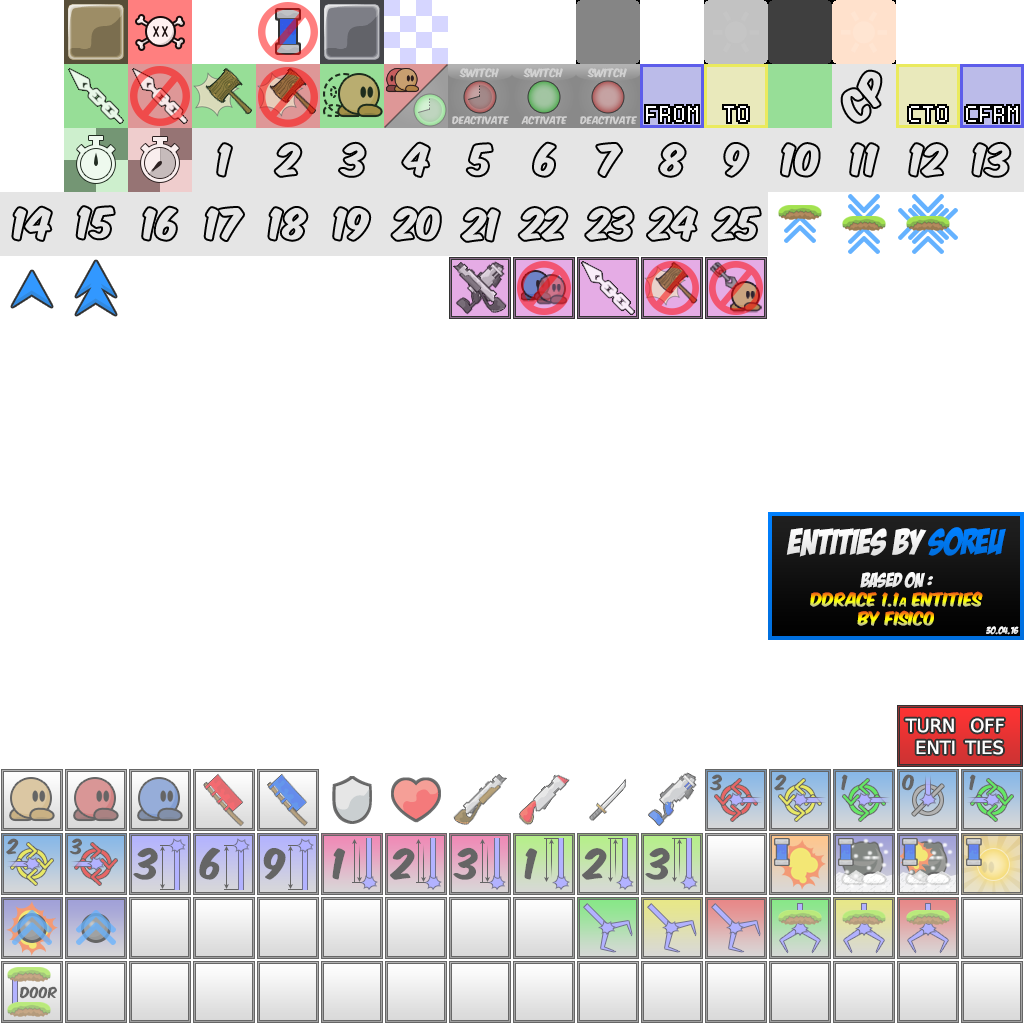 SWITCH SWITCH SWITCH
DEACTIVATE ACTIVATE DEACTIVATE
FROM TO CP CTO CFRM
1 2 3 4 5 6 7 8 9 10 11 12 13
14 15 16 17 18 19 20 21 22 23 24 25
ENTITIES BY SOREU
BASED ON :
DDRACE 1.1A ENTITIES
BY FISICO
30.04.16
TURN OFF
ENTI TIES
3 2 1 0 1
2 3 3 6 9 1 2 3 1 2 3
DOOR